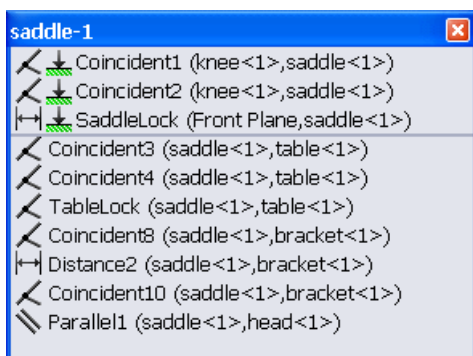 saddle-1
Coincident1 (knee<1>,saddle<1>)
Coincident2 (knee<1>,saddle<1>)
SaddleLock (Front Plane,saddle<1>)
Coincident3 (saddle<1>,table<1>)
Coincident4 (saddle<1>,table<1>)
TableLock (saddle<1>,table<1>)
Coincident8 (saddle<1>,bracket<1>)
Distance2 (saddle<1>,bracket<1>)
Coincident10 (saddle<1>,bracket<1>)
Parallel1 (saddle<1>,head<1>)